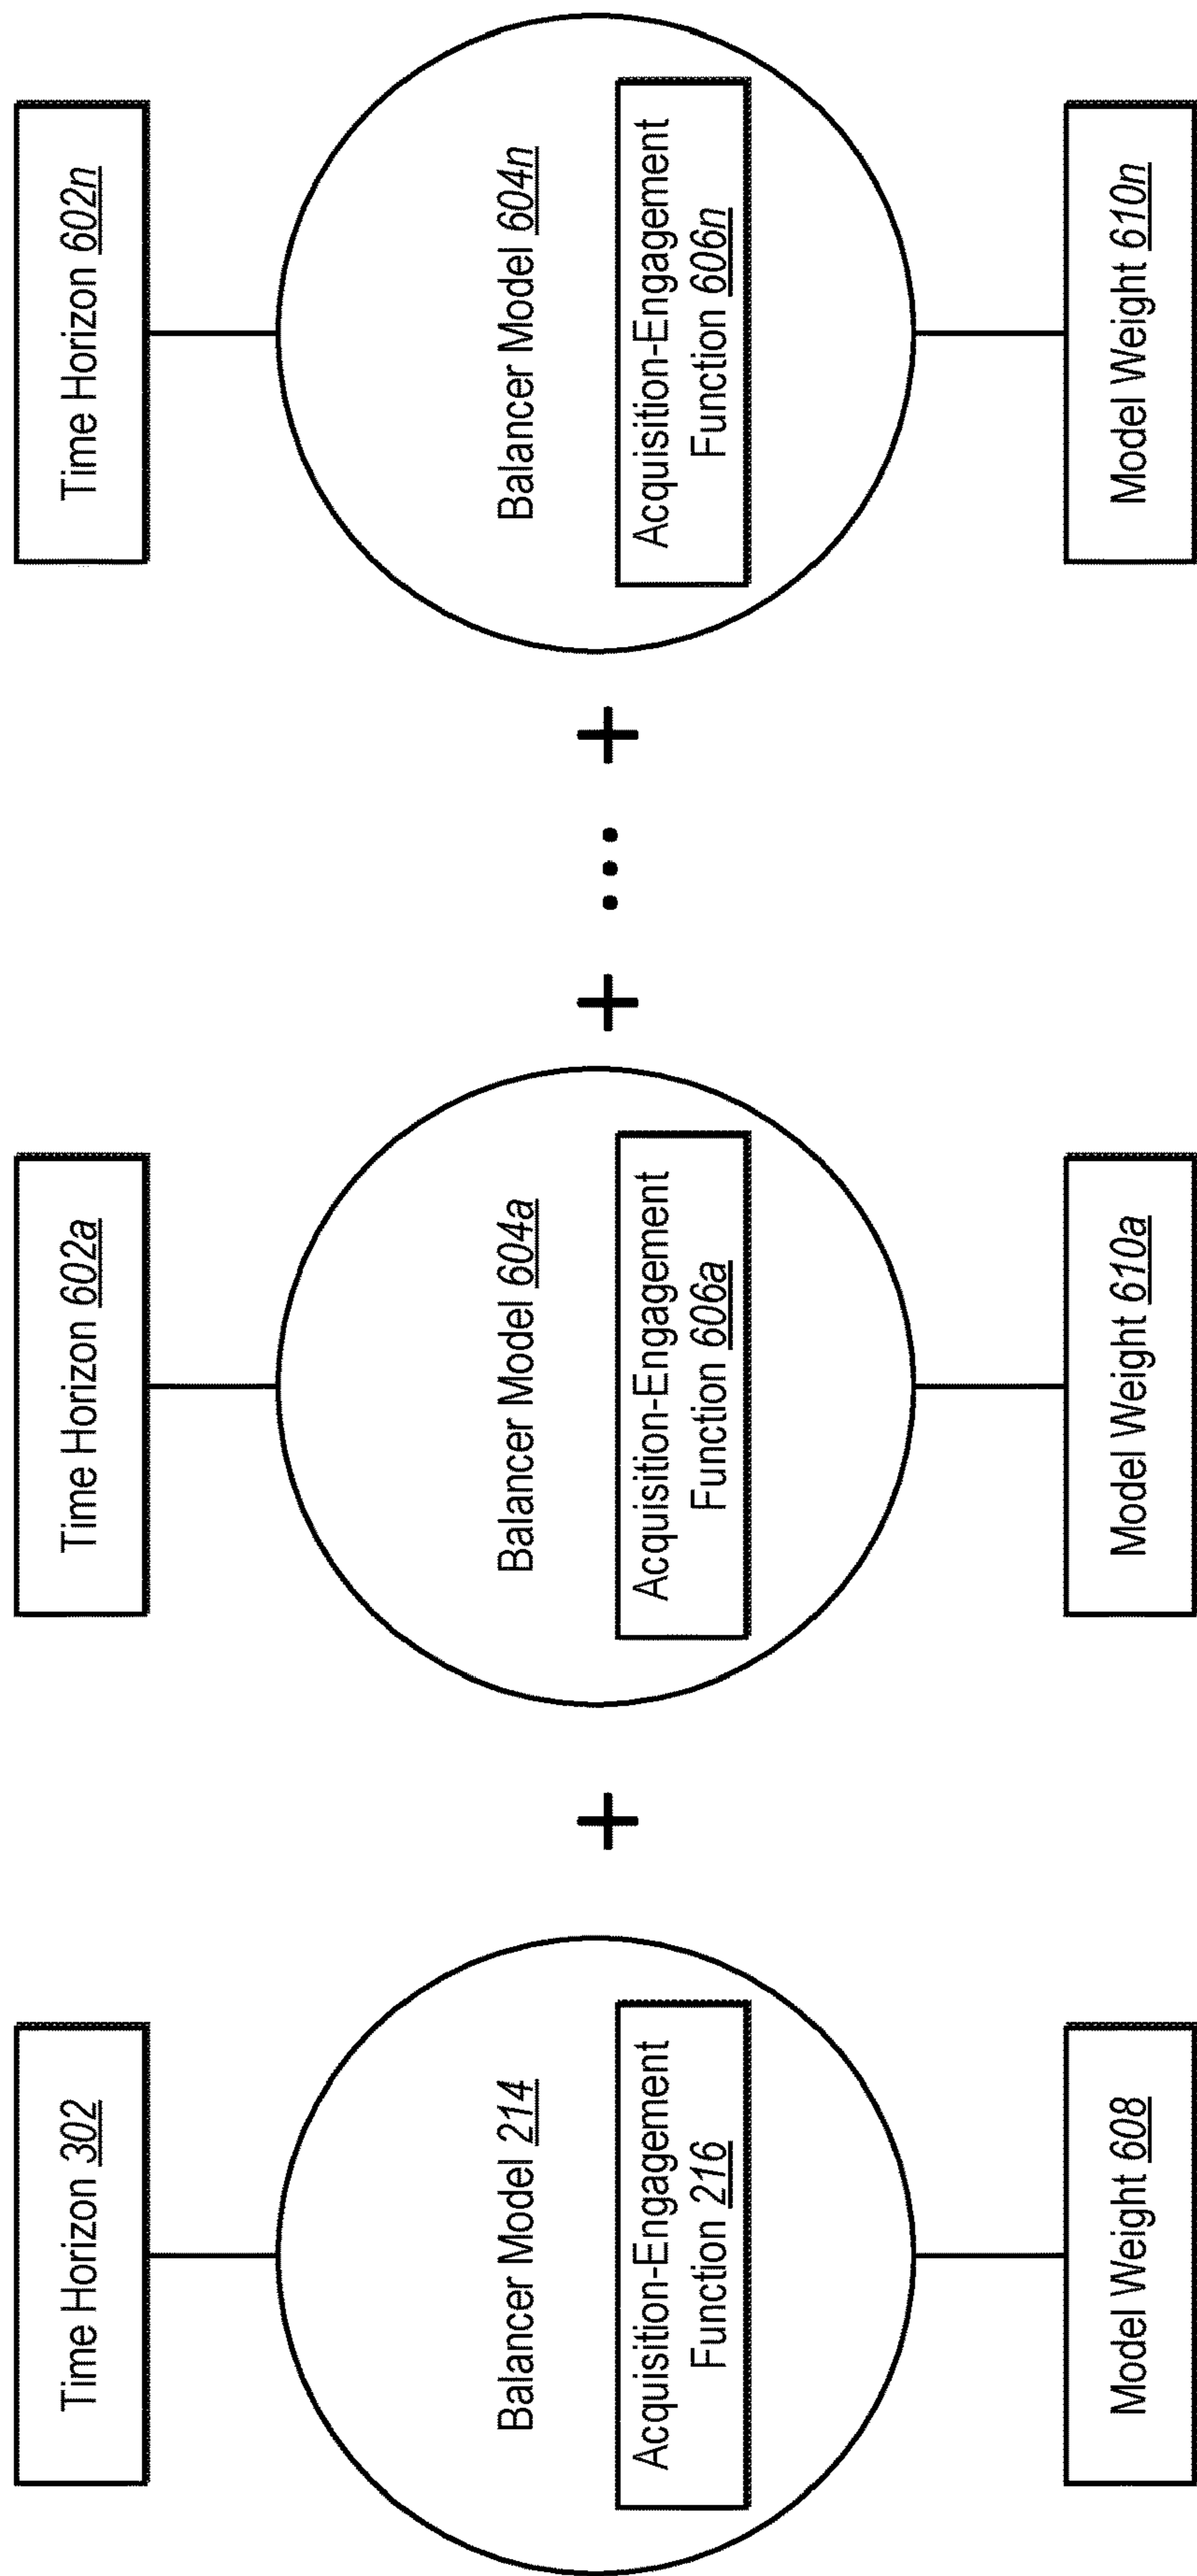 Time Horizon 302
Balancer Model 214
Acquisition-Engagement
Function 216
Model Weight 608
+
Time Horizon 602a
Balancer Model 604a
Acquisition-Engagement
Function 606a
Model Weight 610a
+ ... +
Time Horizon 602n
Balancer Model 604n
Acquisition-Engagement
Function 606n
Model Weight 610n